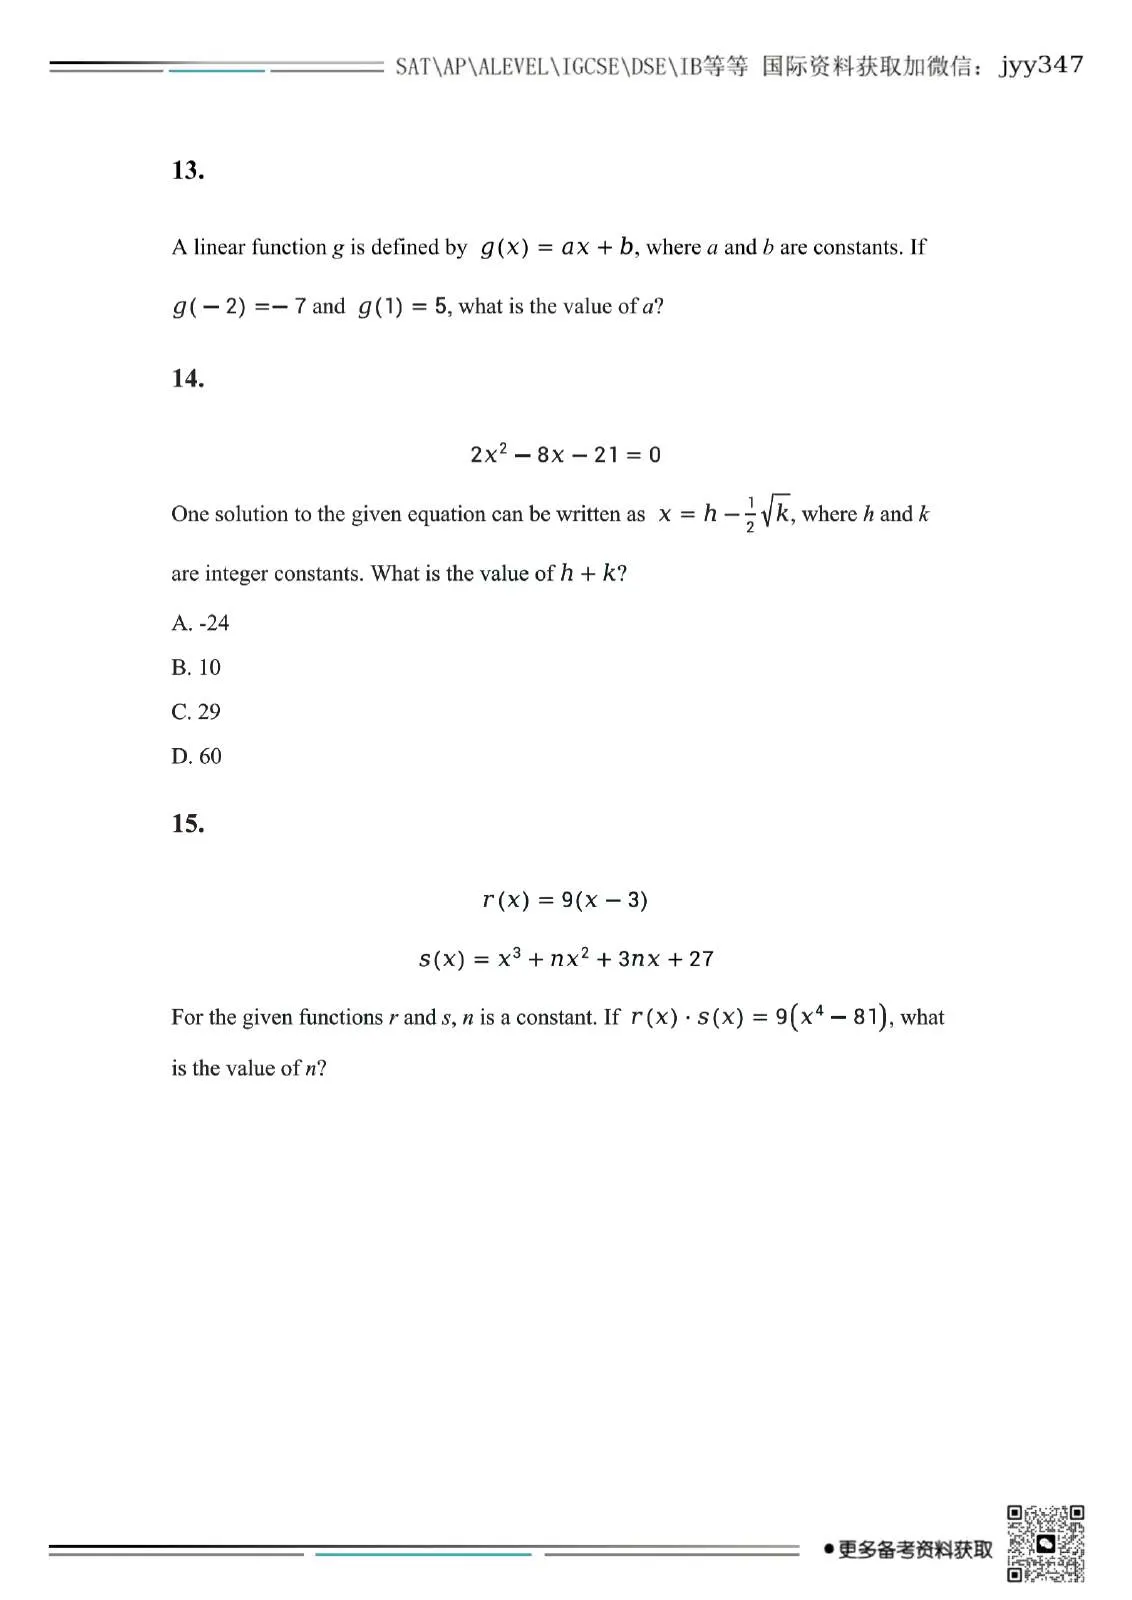 SAT\AP\ALEVEL\IGCSE\DSE\IB等等 国际资料获取加微信: jyy347
13.
A linear function g is defined by g(x) = ax + b, where a and b are constants. If
g( − 2) =− 7 and g(1) = 5, what is the value of a?
14.
2x² − 8x − 21 = 0
One solution to the given equation can be written as x = h − 1/2 √k, where h and k
are integer constants. What is the value of h + k?
A. -24
B. 10
C. 29
D. 60
15.
r(x) = 9(x − 3)
s(x) = x³ + nx² + 3nx + 27
For the given functions r and s, n is a constant. If r(x) · s(x) = 9(x⁴ − 81), what
is the value of n?
●更多备考资料获取